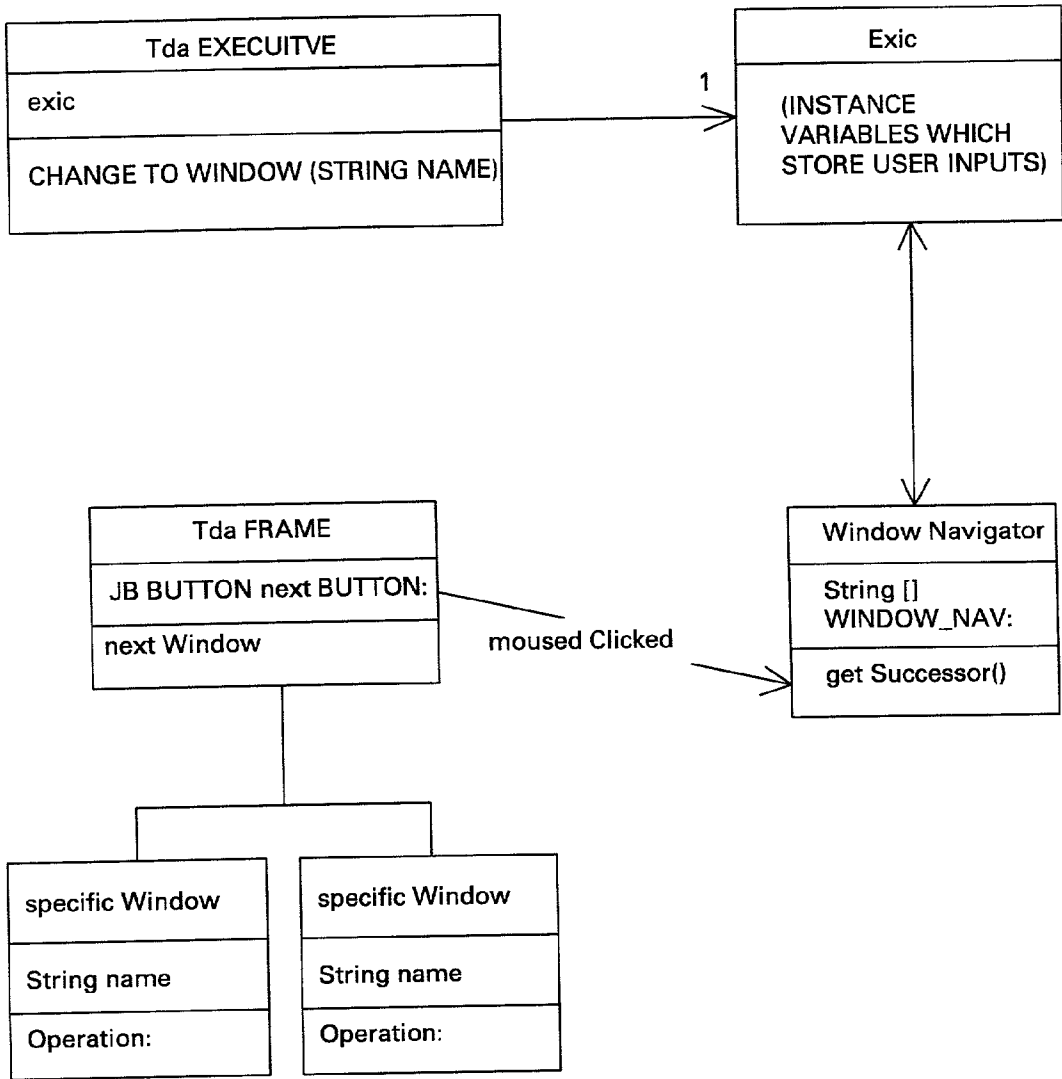 Tda EXECUITVE
exic
CHANGE TO WINDOW (STRING NAME)
1
Exic
(INSTANCE
VARIABLES WHICH
STORE USER INPUTS)
Tda FRAME
JB BUTTON next BUTTON:
next Window
moused Clicked
Window Navigator
String []
WINDOW_NAV:
get Successor()
specific Window
String name
Operation:
specific Window
String name
Operation: